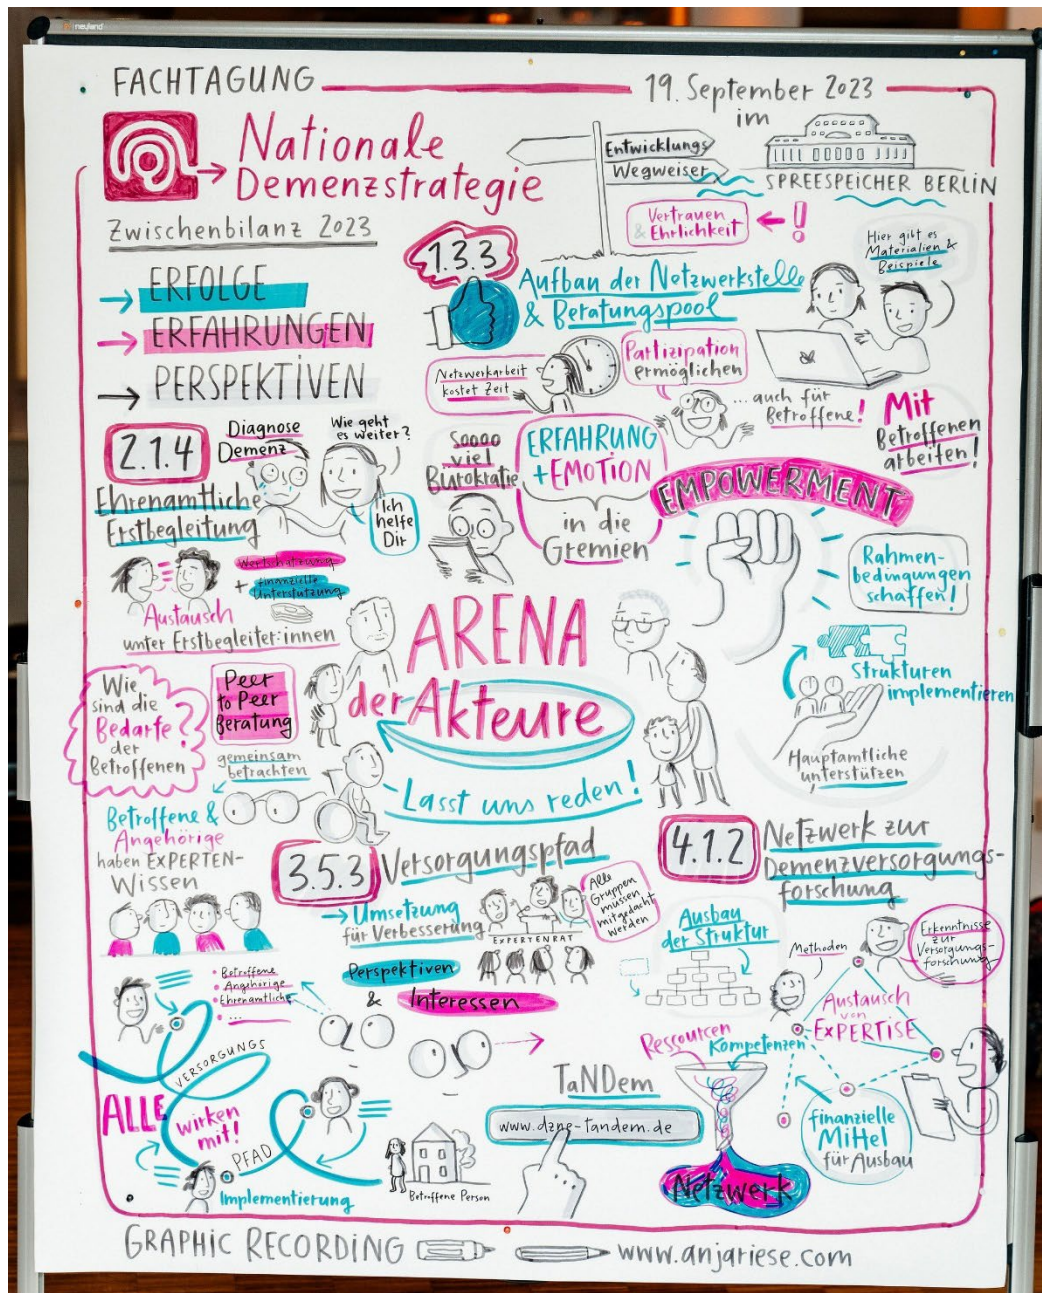 neuland
FACHTAGUNG
19. September 2023
im
SPREESPEICHER BERLIN
Nationale
Demenzstrategie
Zwischenbilanz 2023
→ ERFOLGE
→ ERFAHRUNGEN
→ PERSPEKTIVEN
Entwicklungs
Wegweiser
Vertrauen
& Ehrlichkeit
←!
1.3.3
Aufbau der Netzwerkstelle
& Beratungspool
Hier gibt es
Materialien &
Beispiele
Netzwerkarbeit
kostet Zeit
Partizipation
ermöglichen
... auch für
Betroffene!
Mit
Betroffenen
arbeiten!
Soooo
viel
Bürokratie
ERFAHRUNG
+ EMOTION
in die
Gremien
EMPOWERMENT
Rahmen-
bedingungen
schaffen!
Strukturen
implementieren
Hauptamtliche
unterstützen
2.1.4
Ehrenamtliche
Erstbegleitung
Diagnose
Demenz
Wie geht
es weiter?
Ich
helfe
Dir
Wertschätzung
+ finanzielle
Unterstützung
Austausch
unter Erstbegleiter:innen
Wie
sind die
Bedarfe?
der
Betroffenen
Peer
to Peer
Beratung
gemeinsam
betrachten
Betroffene &
Angehörige
haben EXPERTEN-
Wissen
ARENA
der Akteure
Lasst uns reden!
3.5.3
Versorgungspfad
→ Umsetzung
für Verbesserung
EXPERTENRAT
Alle
Gruppen
müssen
mitgedacht
werden
Perspektiven
& Interessen
• Betroffene
• Angehörige
• Ehrenamtliche
• ...
VERSORGUNGS
PFAD
ALLE
wirken
mit!
Implementierung
Betroffene Person
TaNDem
www.dzne-tandem.de
4.1.2
Netzwerk zur
Demenzversorgungs-
forschung
Ausbau
der Struktur
Methoden
Erkenntnisse
zur
Versorgungs-
forschung
Austausch
von
EXPERTISE
Ressourcen
Kompetenzen
Netzwerk
finanzielle
Mittel
für Ausbau
GRAPHIC RECORDING
www.anjariese.com